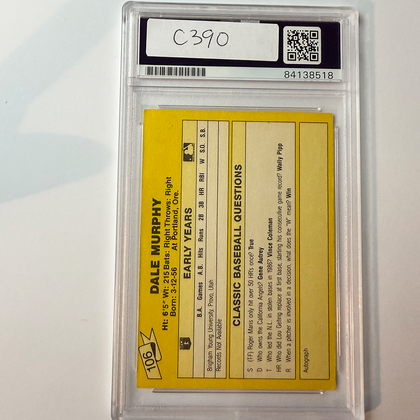 C390
84138518
106
DALE MURPHY
Ht: 6'5" Wt: 215 Bats: Right Throws: Right
Born: 3-12-56 At Portland, Ore.
EARLY YEARS
B.A. Games A.B. Hits Runs 2B 3B HR RBI W S.O. S.B.
Brigham Young University, Provo, Utah
Records Not Available
CLASSIC BASEBALL QUESTIONS
S (TF) Roger Maris only hit over 50 HR's once? True
D Who owns the California Angels? Gene Autrey
T Who led the N.L. in stolen bases in 1986? Vince Coleman
HR Who did Lou Gehrig replace at first base, starting his consecutive game record? Wally Pipp
R When a pitcher is involved in a decision, what does the "W" mean? Win
Autograph